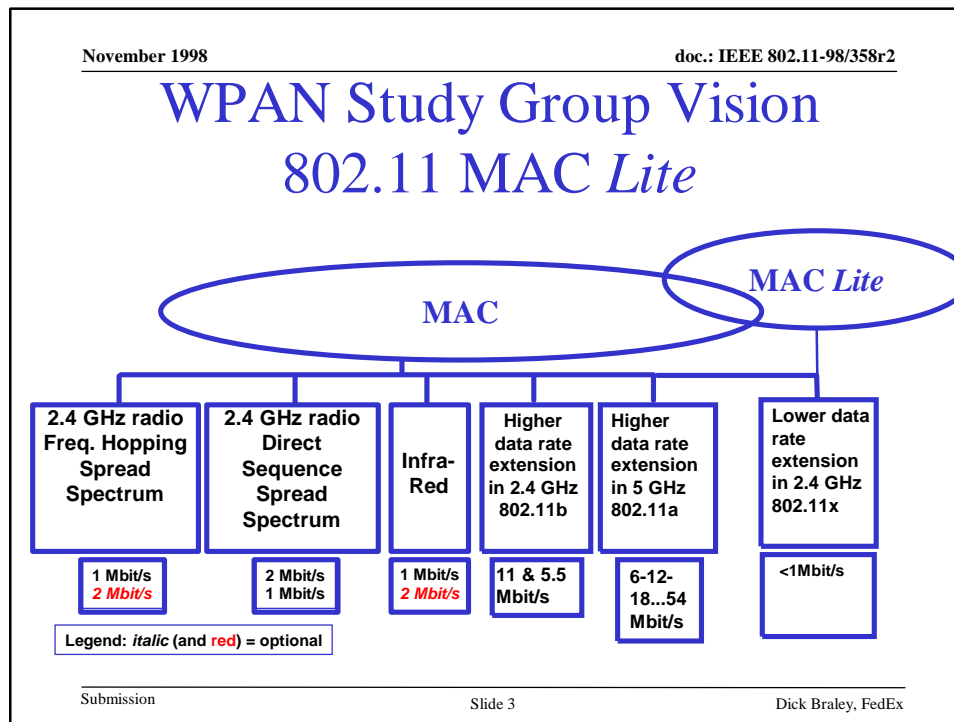 November 1998
doc.: IEEE 802.11-98/358r2
WPAN Study Group Vision
802.11 MAC Lite
MAC
MAC Lite
2.4 GHz radio
Freq. Hopping
Spread
Spectrum
2.4 GHz radio
Direct
Sequence
Spread
Spectrum
Infra-
Red
Higher
data rate
extension
in 2.4 GHz
802.11b
Higher
data rate
extension
in 5 GHz
802.11a
Lower data
rate
extension
in 2.4 GHz
802.11x
1 Mbit/s
2 Mbit/s
2 Mbit/s
1 Mbit/s
1 Mbit/s
2 Mbit/s
11 & 5.5
Mbit/s
6-12-
18...54
Mbit/s
<1Mbit/s
Legend: italic (and red) = optional
Submission
Slide 3
Dick Braley, FedEx